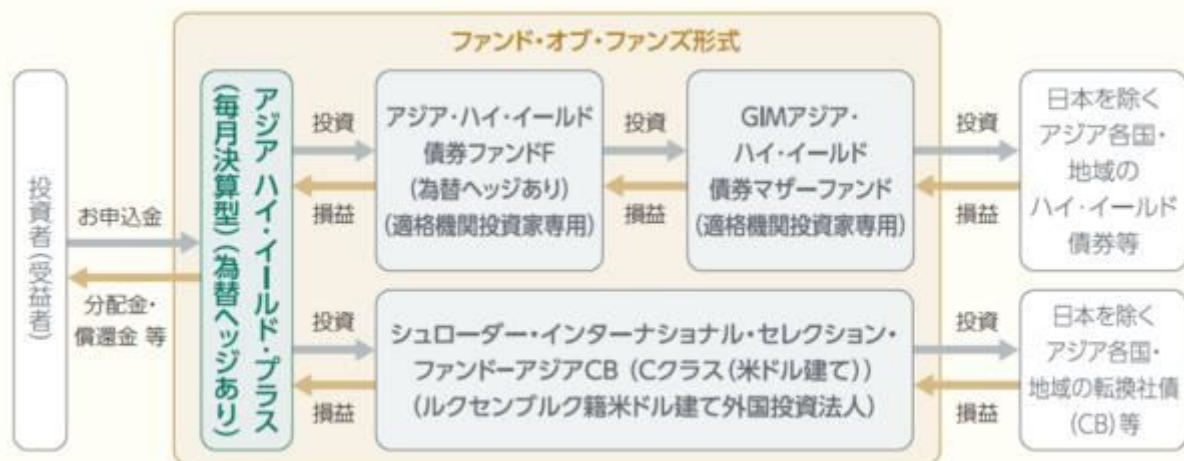 ファンド・オブ・ファンズ形式
投資者(受益者)
お申込金
分配金・
償還金 等
アジア ハイ・イールド・プラス
(毎月決算型)(為替ヘッジあり)
投資
損益
アジア・ハイ・イールド
債券ファンドF
(為替ヘッジあり)
(適格機関投資家専用)
投資
損益
GIMアジア・
ハイ・イールド
債券マザーファンド
(適格機関投資家専用)
投資
損益
日本を除く
アジア各国・
地域の
ハイ・イールド
債券等
投資
損益
シュローダー・インターナショナル・セレクション・
ファンド－アジアCB (Cクラス(米ドル建て))
(ルクセンブルク籍米ドル建て外国投資法人)
投資
損益
日本を除く
アジア各国・
地域の転換社債
(CB)等